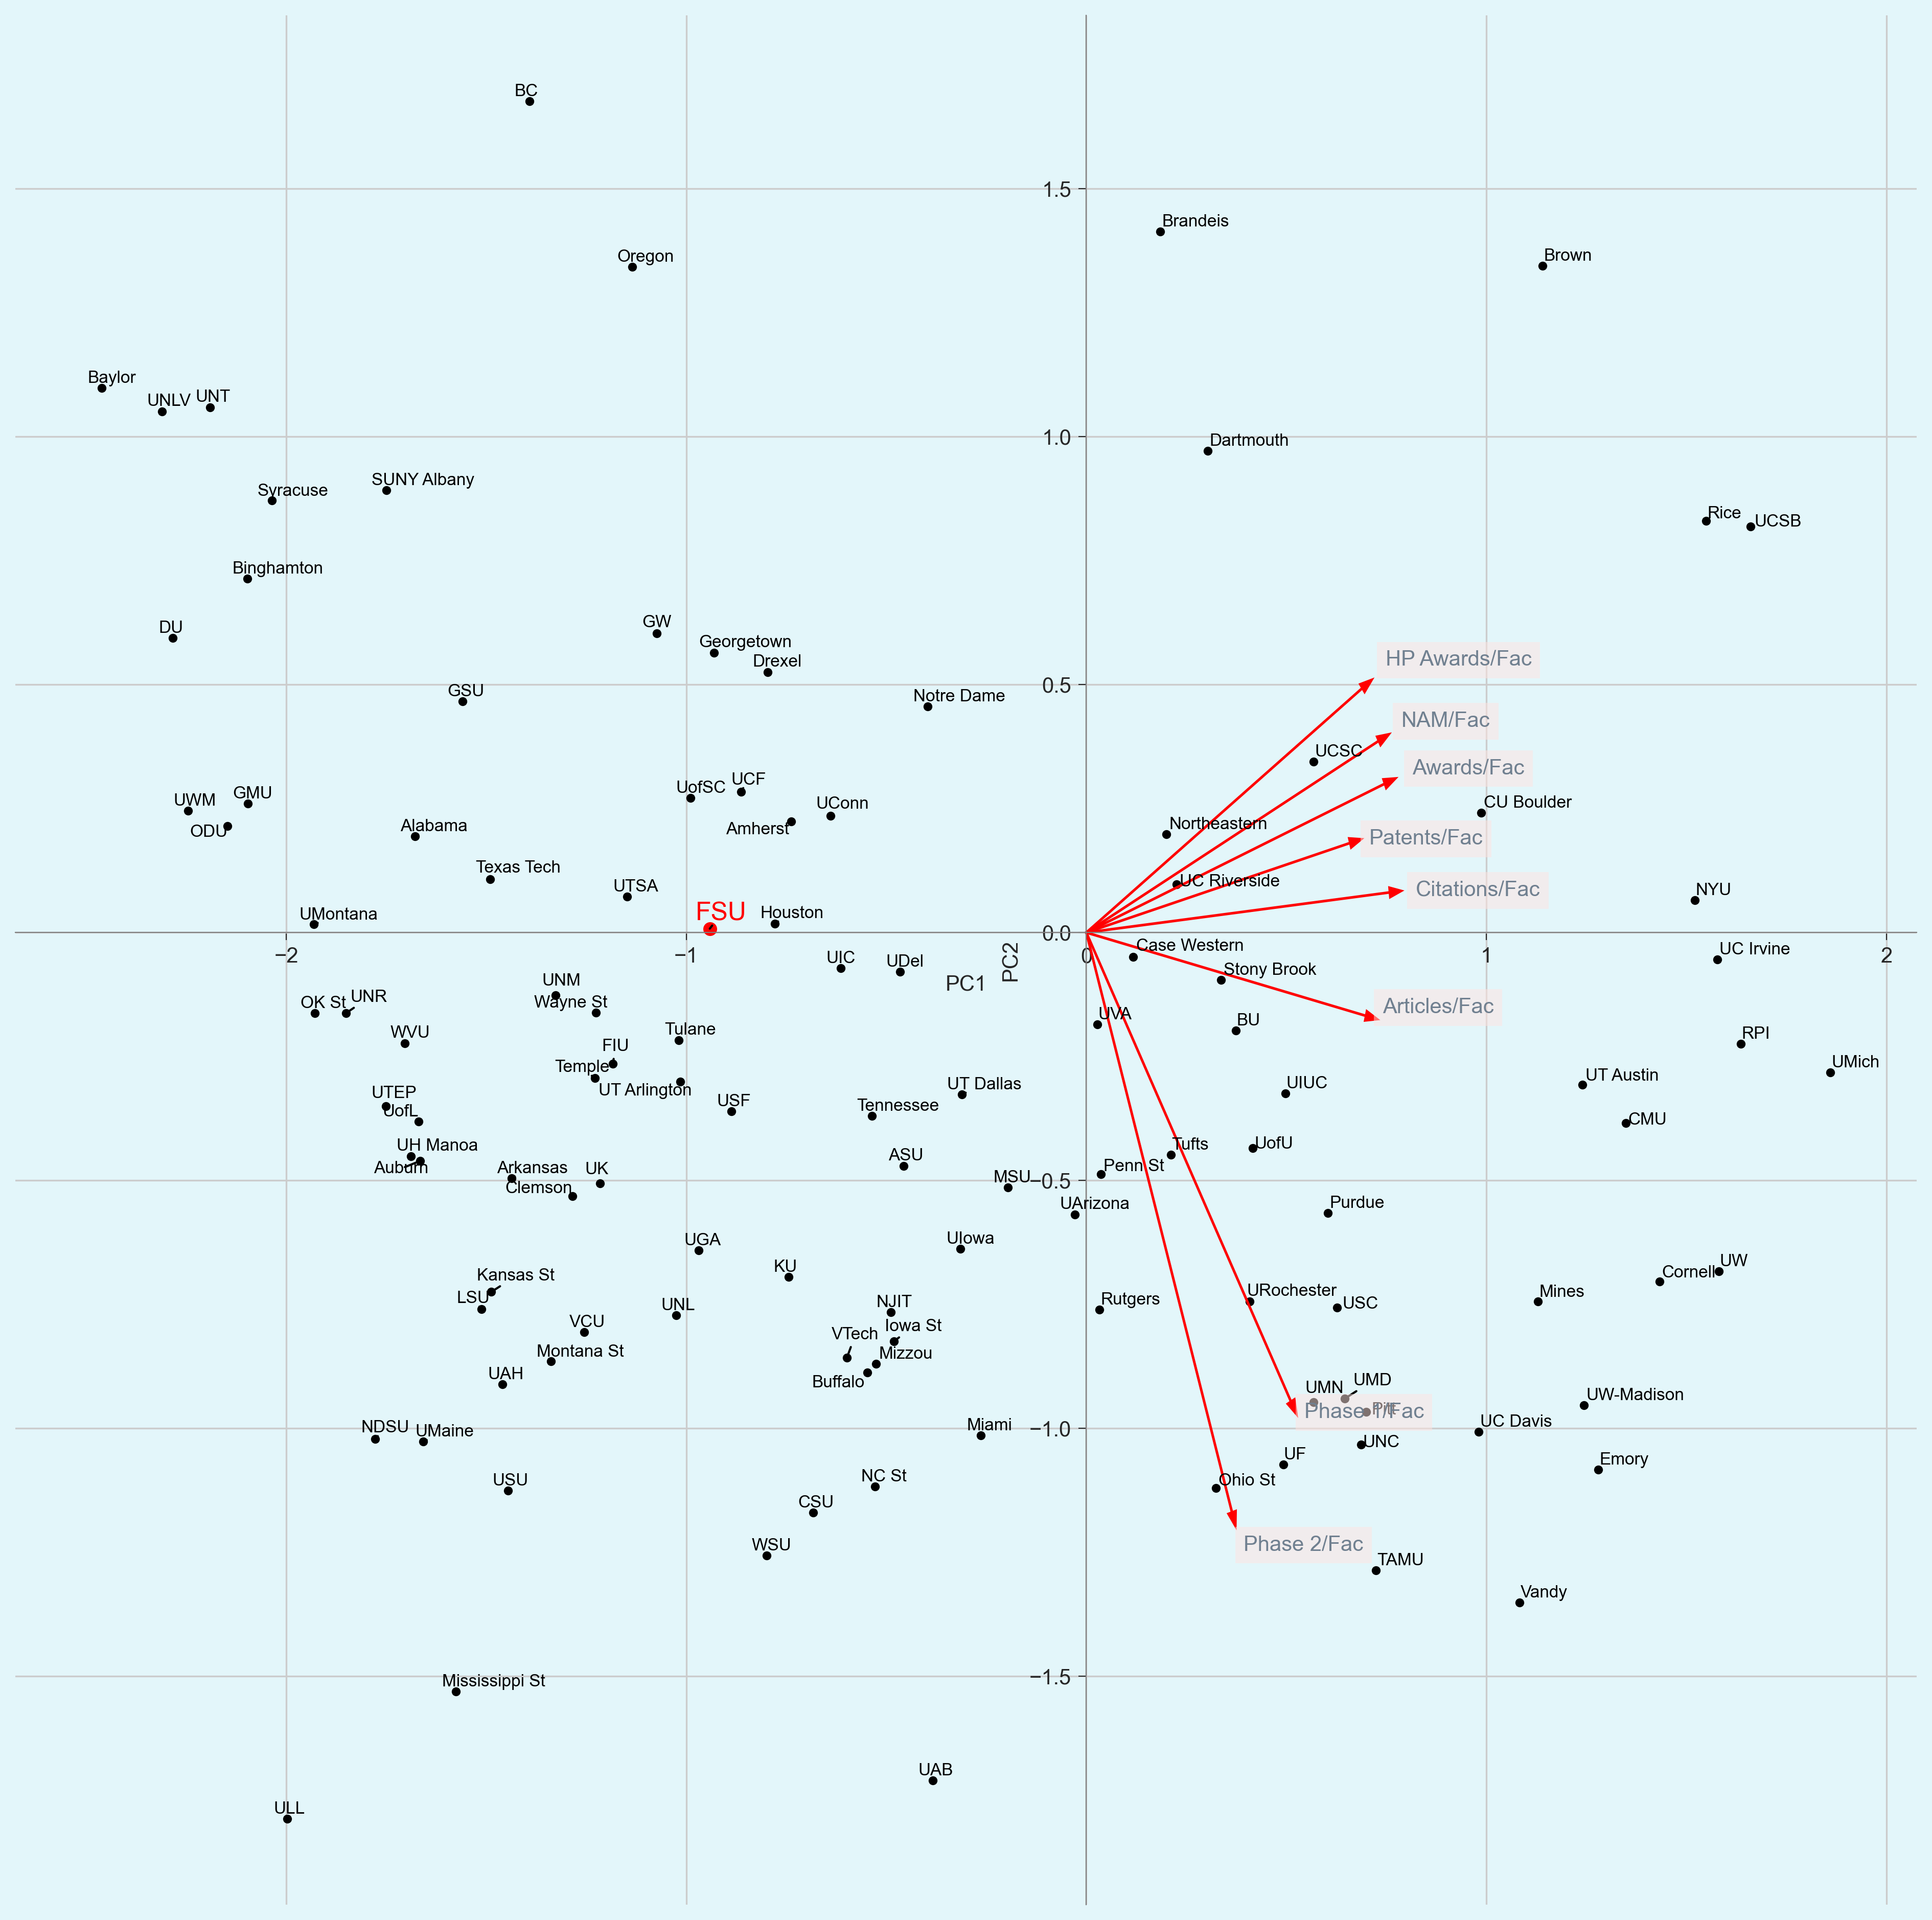 BC
1.5
Brandeis
Oregon
Brown
Baylor
UNLV
UNT
1.0
Dartmouth
SUNY Albany
Syracuse
Rice
UCSB
Binghamton
DU
GW
Georgetown
Drexel
HP Awards/Fac
0.5
GSU
Notre Dame
NAM/Fac
UCSC
Awards/Fac
UofSC
UCF
UWM
GMU
UConn
CU Boulder
ODU
Alabama
Amherst
Northeastern
Patents/Fac
Texas Tech
UTSA
UC Riverside
Citations/Fac
NYU
UMontana
FSU
Houston
0.0
−2
−1
0
1
2
Case Western
UC Irvine
UIC
UDel
PC2
Stony Brook
UNM
PC1
OK St
UNR
Wayne St
Articles/Fac
UVA
BU
WVU
Tulane
RPI
FIU
Temple
UMich
UT Austin
UTEP
UT Arlington
UT Dallas
UIUC
UofL
USF
Tennessee
CMU
UH Manoa
Tufts
UofU
Auburn
Arkansas
UK
ASU
Penn St
Clemson
MSU
−0.5
UArizona
Purdue
UGA
UIowa
KU
UW
Kansas St
Cornell
LSU
UNL
NJIT
Rutgers
URochester
USC
Mines
VCU
Iowa St
VTech
Montana St
Mizzou
UAH
Buffalo
UMN
UMD
UW-Madison
Phase 1/Fac
Pitt
NDSU
UMaine
Miami
−1.0
UC Davis
UNC
UF
Emory
USU
NC St
Ohio St
CSU
WSU
Phase 2/Fac
TAMU
Vandy
Mississippi St
−1.5
UAB
ULL